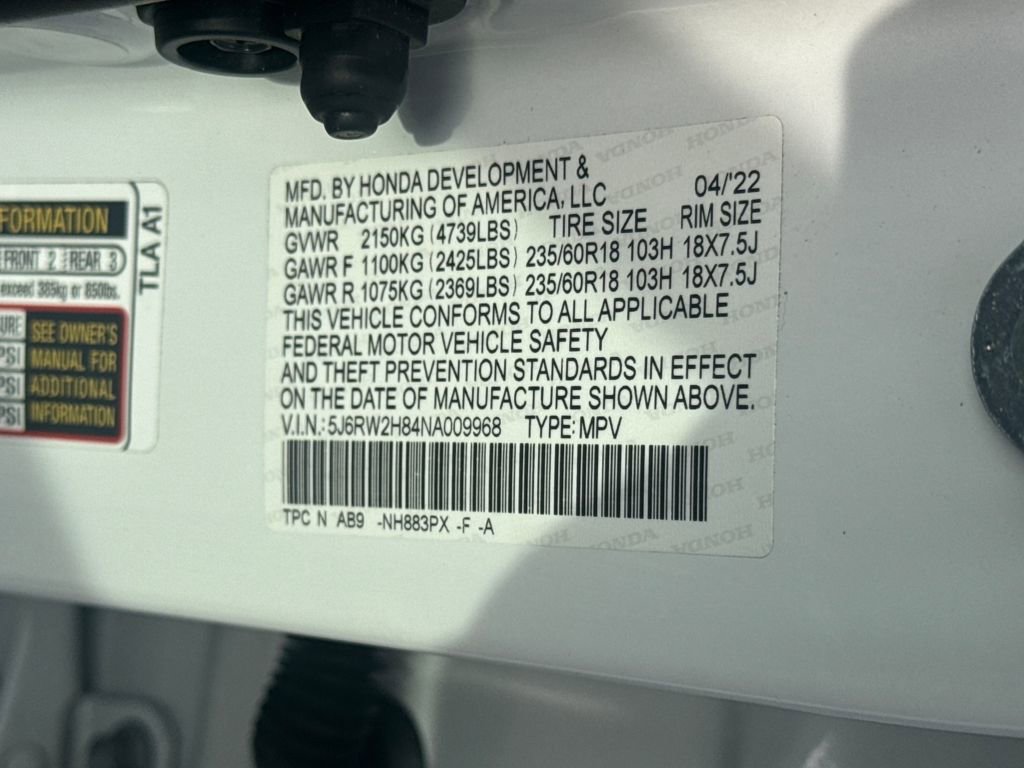 MFD. BY HONDA DEVELOPMENT &
MANUFACTURING OF AMERICA, LLC 04/'22
GVWR 2150KG (4739LBS) TIRE SIZE RIM SIZE
GAWR F 1100KG (2425LBS) 235/60R18 103H 18X7.5J
GAWR R 1075KG (2369LBS) 235/60R18 103H 18X7.5J
THIS VEHICLE CONFORMS TO ALL APPLICABLE
FEDERAL MOTOR VEHICLE SAFETY
AND THEFT PREVENTION STANDARDS IN EFFECT
ON THE DATE OF MANUFACTURE SHOWN ABOVE.
V.I.N.: 5J6RW2H84NA009968 TYPE: MPV
TPC N AB9 -NH883PX -F -A
FORMATION
FRONT 2 REAR 3
exceed 385kg or 850lbs.
SEE OWNER'S
PSI MANUAL FOR
PSI ADDITIONAL
PSI INFORMATION
TLA A1
HONDA